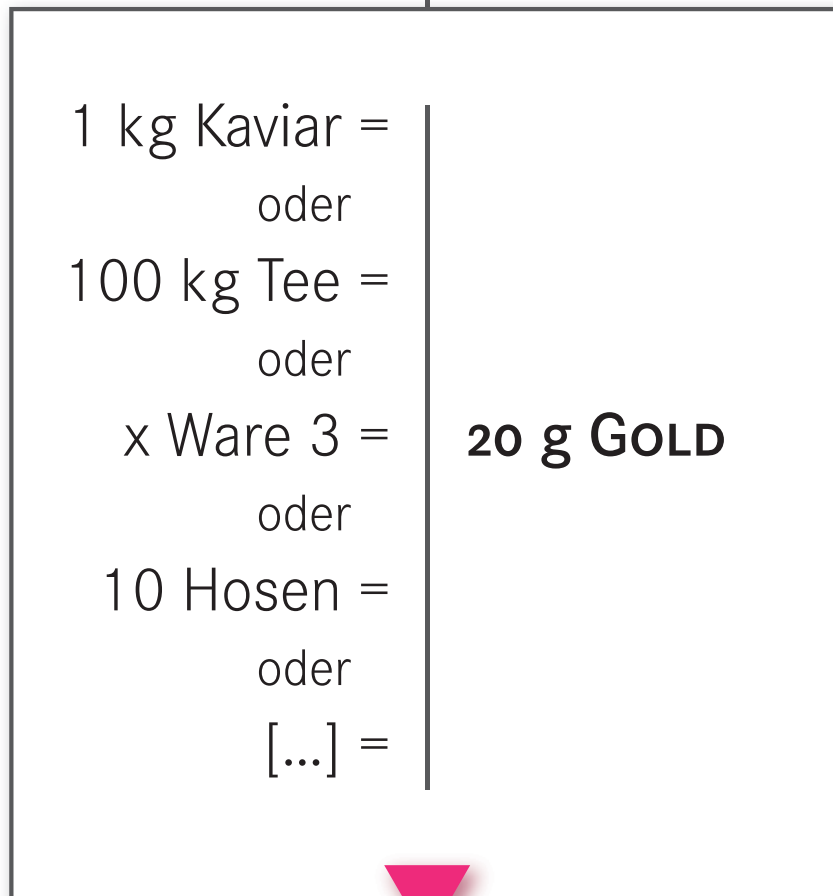 1 kg Kaviar =
oder
100 kg Tee =
oder
x Ware 3 = 20 g GOLD
oder
10 Hosen =
oder
[...] =